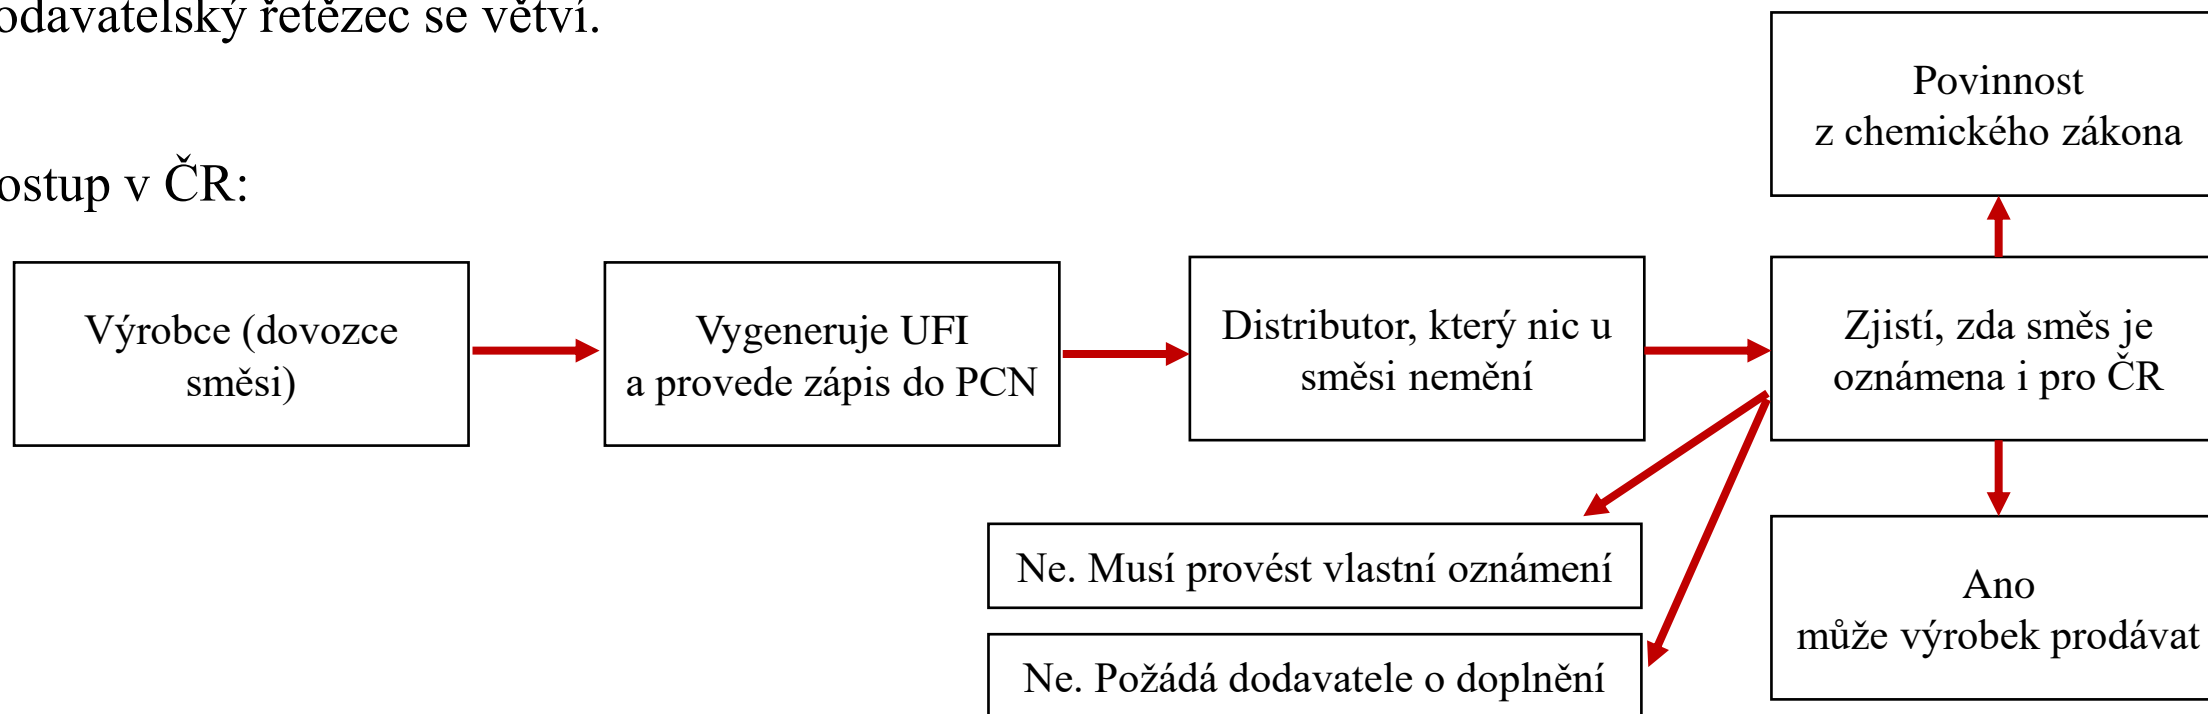 odavatelský řetězec se větví.
ostup v ČR:
Povinnost
z chemického zákona
Výrobce (dovozce
směsi)
Vygeneruje UFI
a provede zápis do PCN
Distributor, který nic u
směsi nemění
Zjistí, zda směs je
oznámena i pro ČR
Ne. Musí provést vlastní oznámení
Ne. Požádá dodavatele o doplnění
Ano
může výrobek prodávat